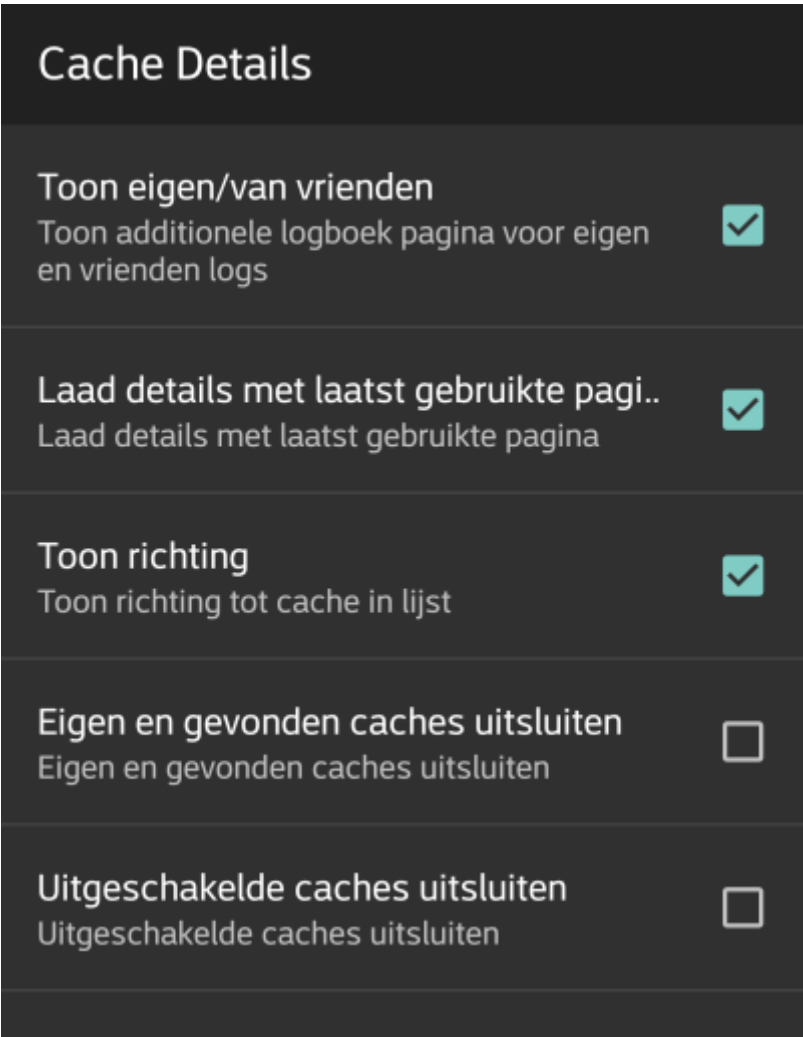 Cache Details
Toon eigen/van vrienden
Toon additionele logboek pagina voor eigen
en vrienden logs
Laad details met laatst gebruikte pagi..
Laad details met laatst gebruikte pagina
Toon richting
Toon richting tot cache in lijst
Eigen en gevonden caches uitsluiten
Eigen en gevonden caches uitsluiten
Uitgeschakelde caches uitsluiten
Uitgeschakelde caches uitsluiten